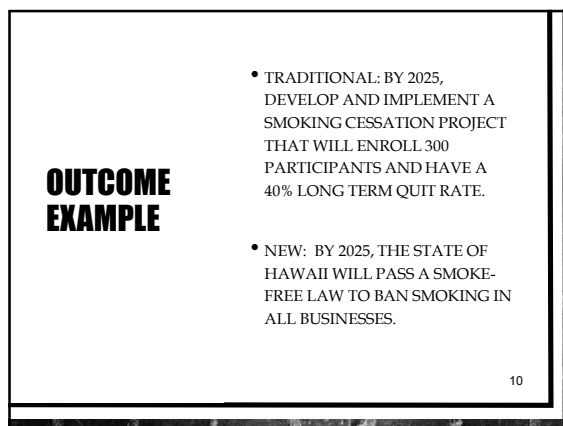 OUTCOME
EXAMPLE
• TRADITIONAL: BY 2025,
DEVELOP AND IMPLEMENT A
SMOKING CESSATION PROJECT
THAT WILL ENROLL 300
PARTICIPANTS AND HAVE A
40% LONG TERM QUIT RATE.
• NEW:  BY 2025, THE STATE OF
HAWAII WILL PASS A SMOKE-
FREE LAW TO BAN SMOKING IN
ALL BUSINESSES.
10